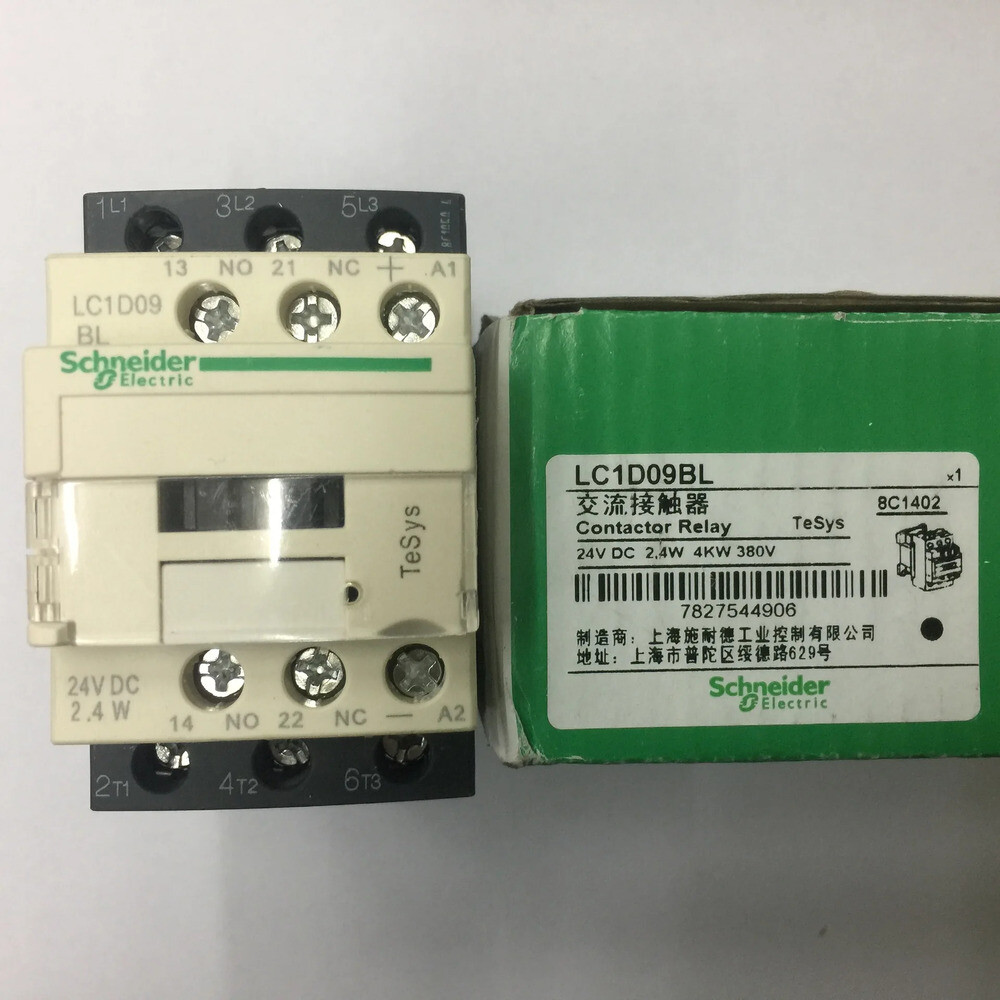 1L1 3L2 5L3
13 NO 21 NC + A1
LC1D09
BL
Schneider
Electric
TeSys
24V DC
2.4 W
14 NO 22 NC — A2
2T1 4T2 6T3
LC1D09BL x1
交流接触器 8C1402
Contactor Relay TeSys
24V DC 2,4W 4KW 380V
7827544906
制造商：上海施耐德工业控制有限公司
地址：上海市普陀区绥德路629号
Schneider
Electric